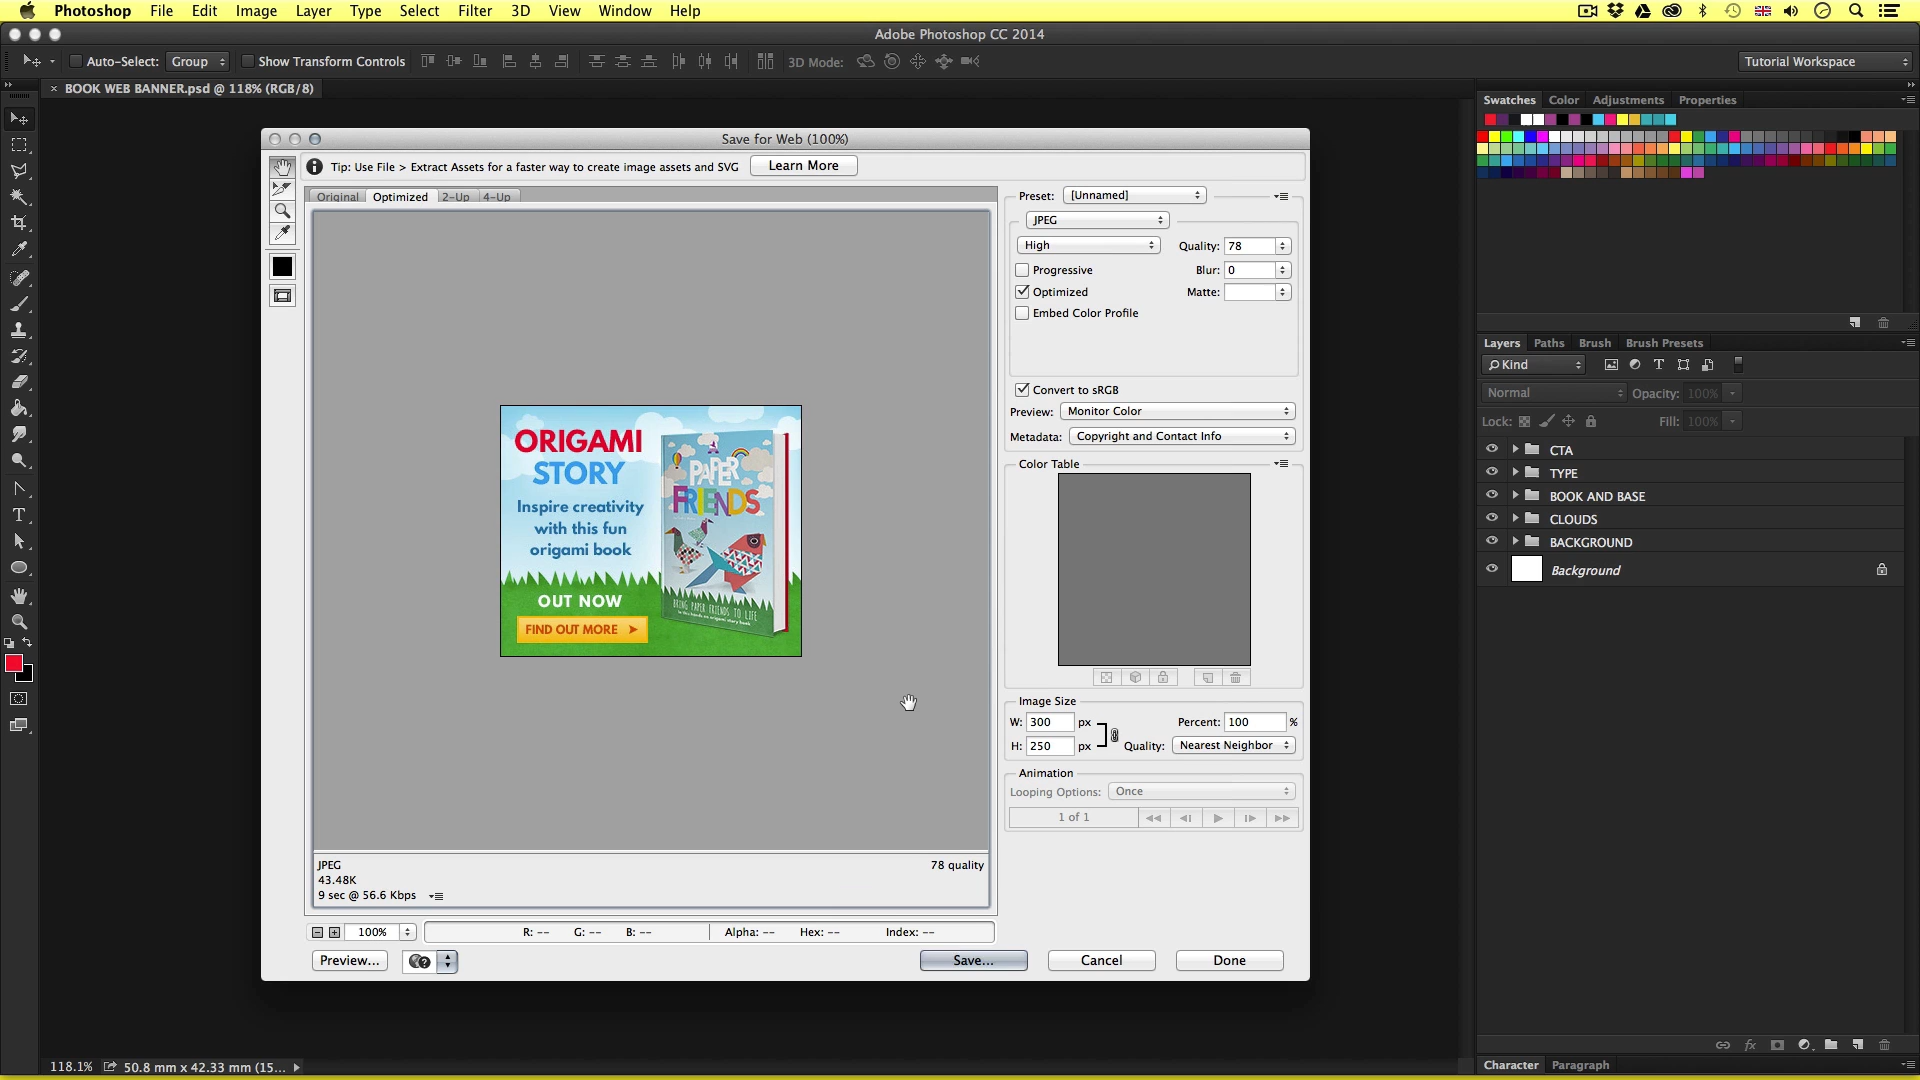 Photoshop File Edit Image Layer Type Select Filter 3D View Window Help
Adobe Photoshop CC 2014
Auto-Select: Group Show Transform Controls 3D Mode: Tutorial Workspace
× BOOK WEB BANNER.psd @ 118% (RGB/8)
Swatches Color Adjustments Properties
Save for Web (100%)
Tip: Use File > Extract Assets for a faster way to create image assets and SVG Learn More
Original Optimized 2-Up 4-Up
Preset: [Unnamed]
JPEG
High Quality: 78
Progressive Blur: 0
Optimized Matte:
Embed Color Profile
Convert to sRGB
Preview: Monitor Color
Metadata: Copyright and Contact Info
Color Table
ORIGAMI
STORY
Inspire creativity
with this fun
origami book
OUT NOW
FIND OUT MORE
PAPER
FRIENDS
BRING PAPER FRIENDS TO LIFE
Image Size
W: 300 px Percent: 100 %
H: 250 px Quality: Nearest Neighbor
Animation
Looping Options: Once
1 of 1
JPEG 78 quality
43.48K
9 sec @ 56.6 Kbps
100% R: -- G: -- B: -- Alpha: -- Hex: -- Index: --
Preview... Save... Cancel Done
Layers Paths Brush Brush Presets
Kind
Normal Opacity: 100%
Lock: Fill: 100%
CTA
TYPE
BOOK AND BASE
CLOUDS
BACKGROUND
Background
118.1% 50.8 mm x 42.33 mm (15...
Character Paragraph